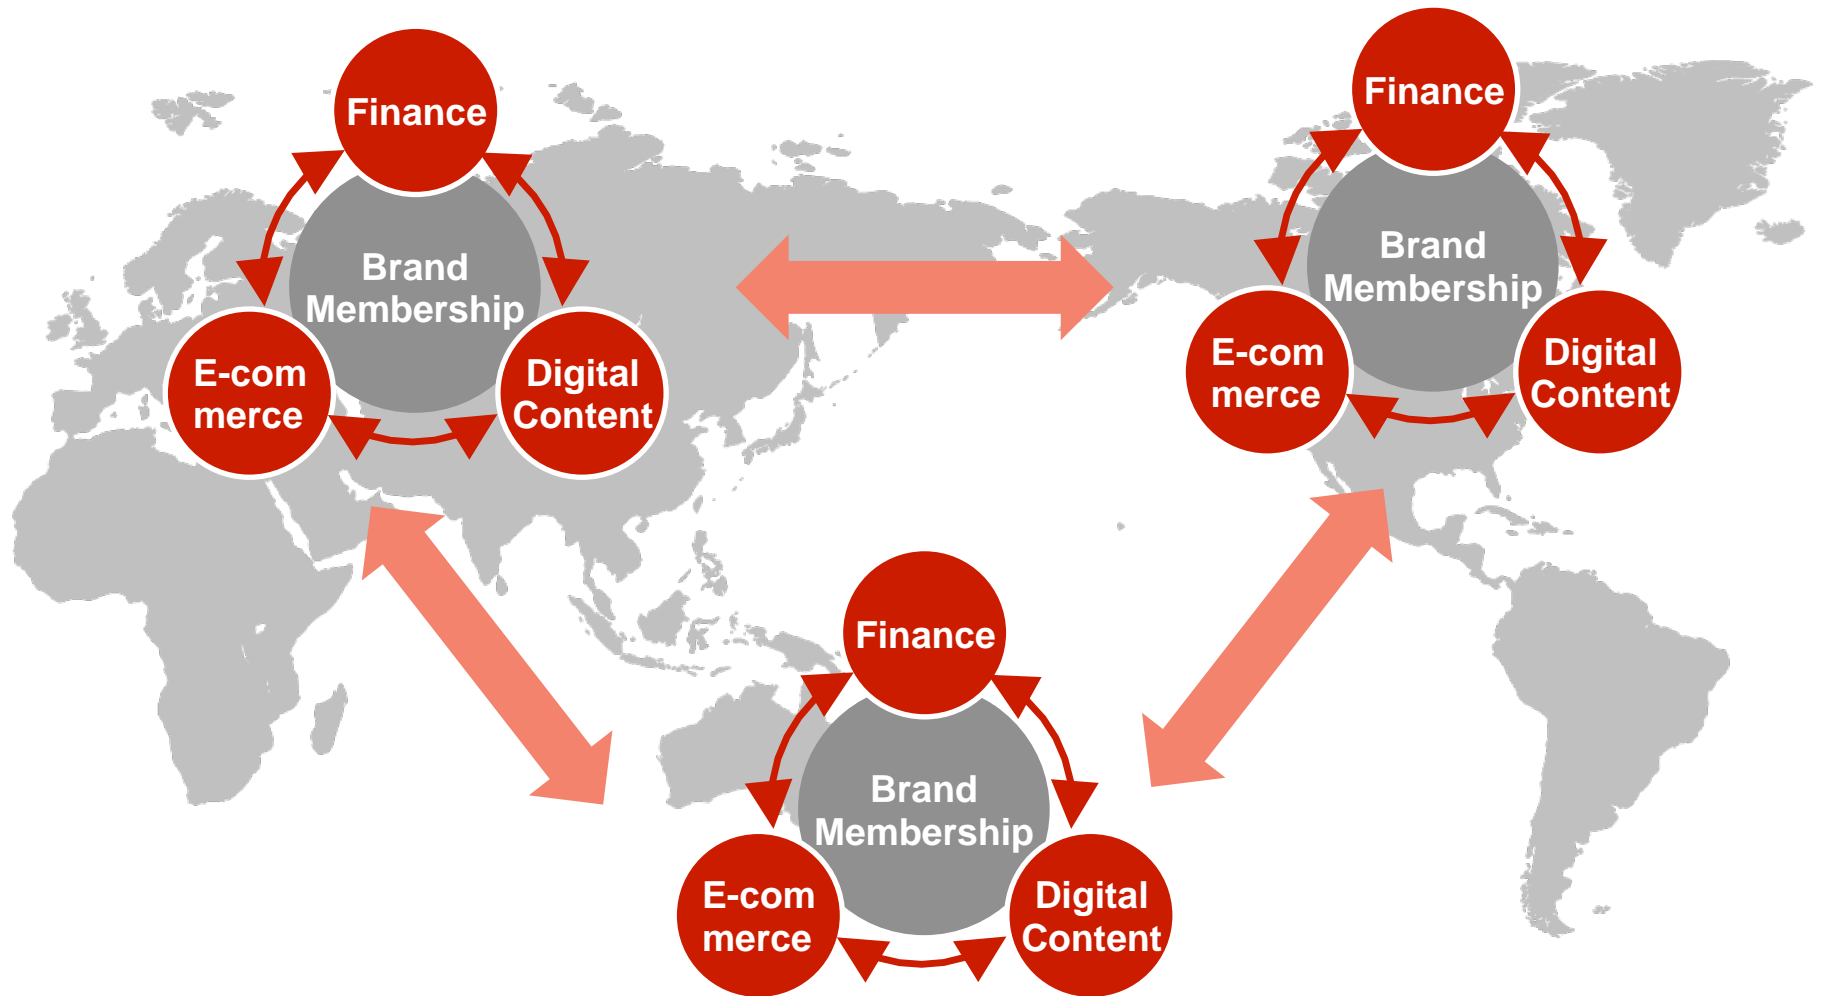 Finance
Brand
Membership
E-com
merce
Digital
Content
Finance
Brand
Membership
E-com
merce
Digital
Content
Finance
Brand
Membership
E-com
merce
Digital
Content